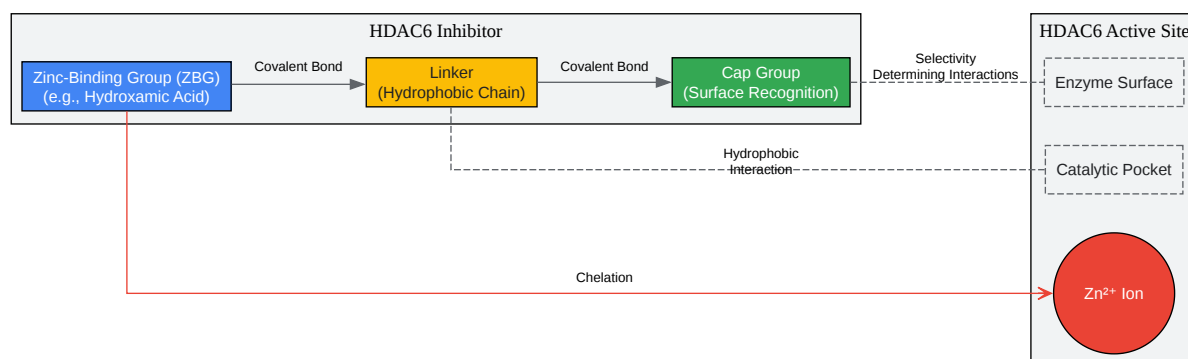 HDAC6 Inhibitor
HDAC6 Active Site
Zinc-Binding Group (ZBG)
(e.g., Hydroxamic Acid)
Covalent Bond
Linker
(Hydrophobic Chain)
Covalent Bond
Cap Group
(Surface Recognition)
Selectivity
Determining Interactions
Enzyme Surface
Hydrophobic
Interaction
Catalytic Pocket
Chelation
Zn²⁺ Ion